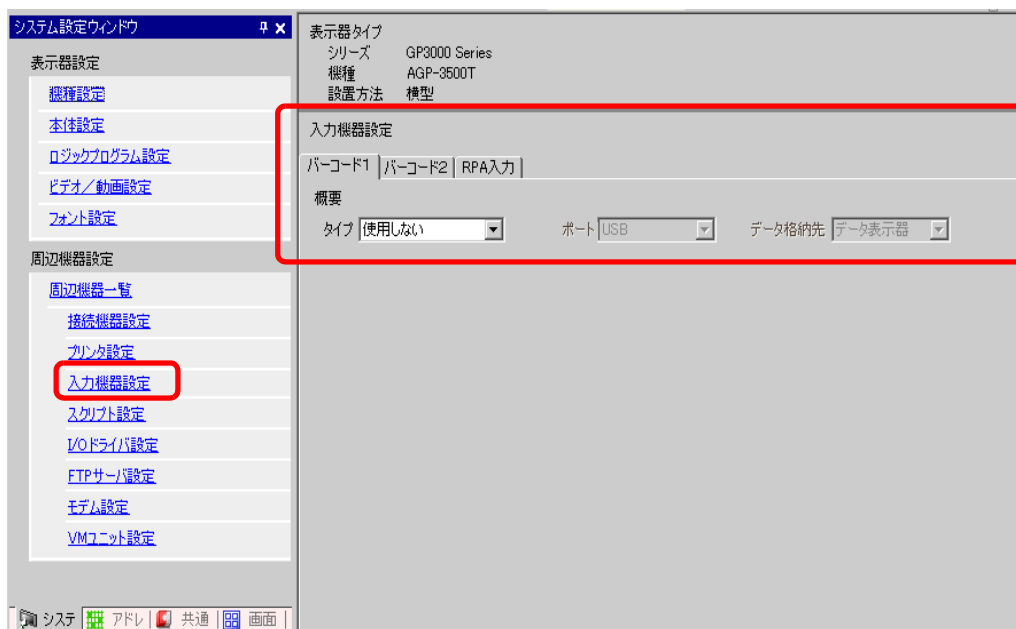 システム設定ウィンドウ
表示器設定
機種設定
本体設定
ロジックプログラム設定
ビデオ／動画設定
フォント設定
周辺機器設定
周辺機器一覧
接続機器設定
プリンタ設定
入力機器設定
スクリプト設定
I/Oドライバ設定
FTPサーバ設定
モデム設定
VMユニット設定
システ アドレ 共通 画面
表示器タイプ
シリーズ GP3000 Series
機種 AGP-3500T
設置方法 横型
入力機器設定
バーコード1 バーコード2 RPA入力
概要
タイプ 使用しない ポート USB データ格納先 データ表示器